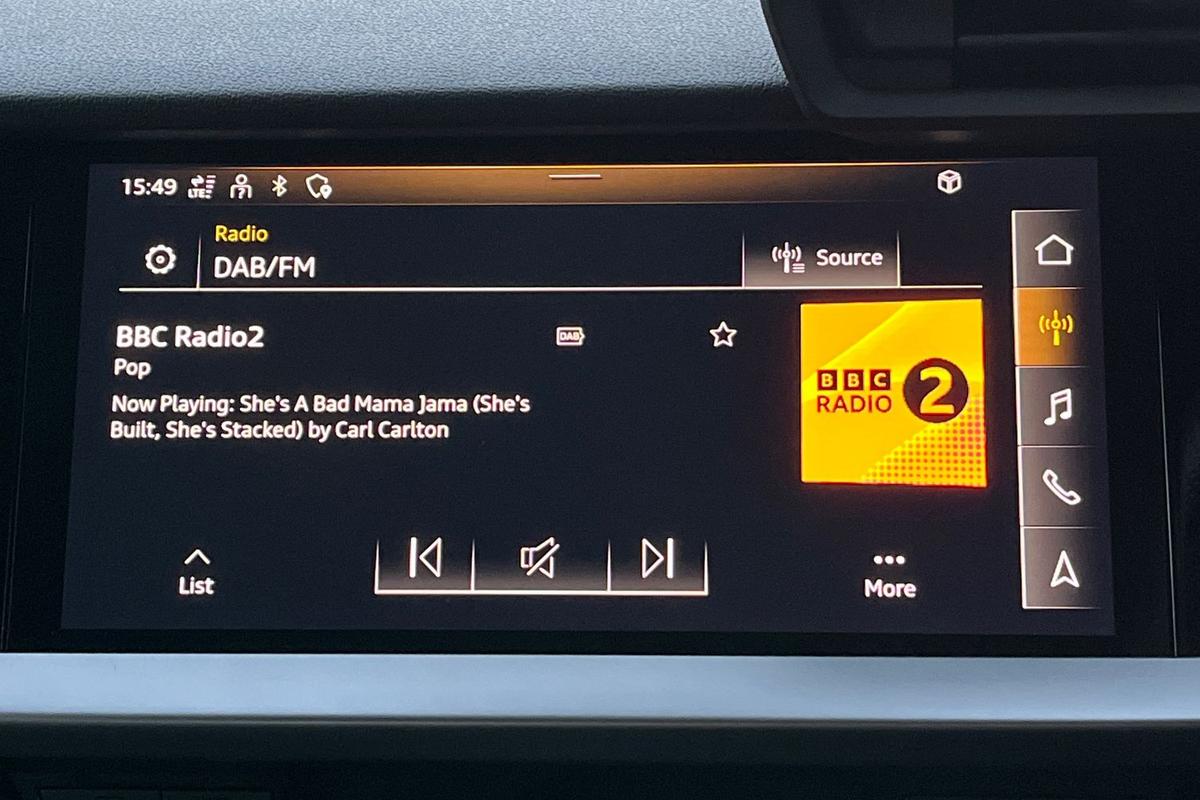 15:49 LTE
Radio
DAB/FM
Source
BBC Radio2
DAB
Pop
Now Playing: She's A Bad Mama Jama (She's
Built, She's Stacked) by Carl Carlton
BBC
RADIO 2
List
More